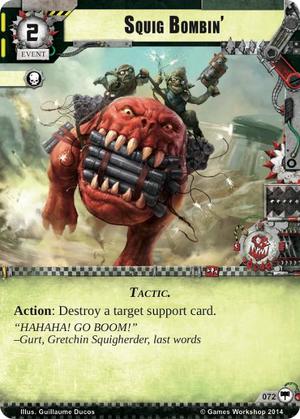 2
SQUIG BOMBIN'
EVENT
TACTIC.
Action: Destroy a target support card.
“HAHAHA! GO BOOM!”
–Gurt, Gretchin Squigherder, last words
072
Illus. Guillaume Ducos
© Games Workshop 2014